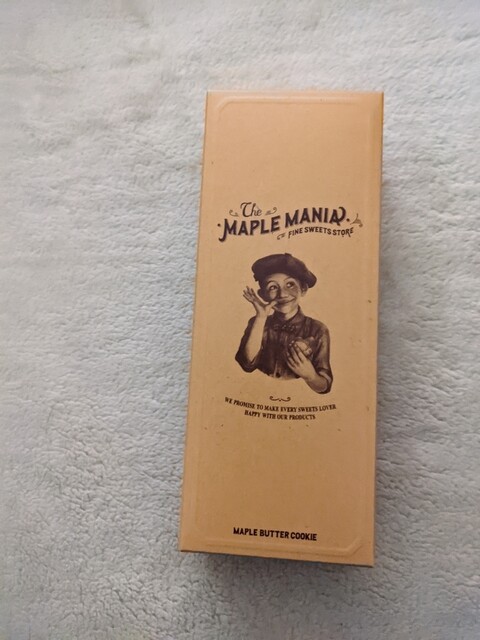 The
MAPLE MANIA
FINE SWEETS STORE
WE PROMISE TO MAKE EVERY SWEETS LOVER
HAPPY WITH OUR PRODUCTS
MAPLE BUTTER COOKIE